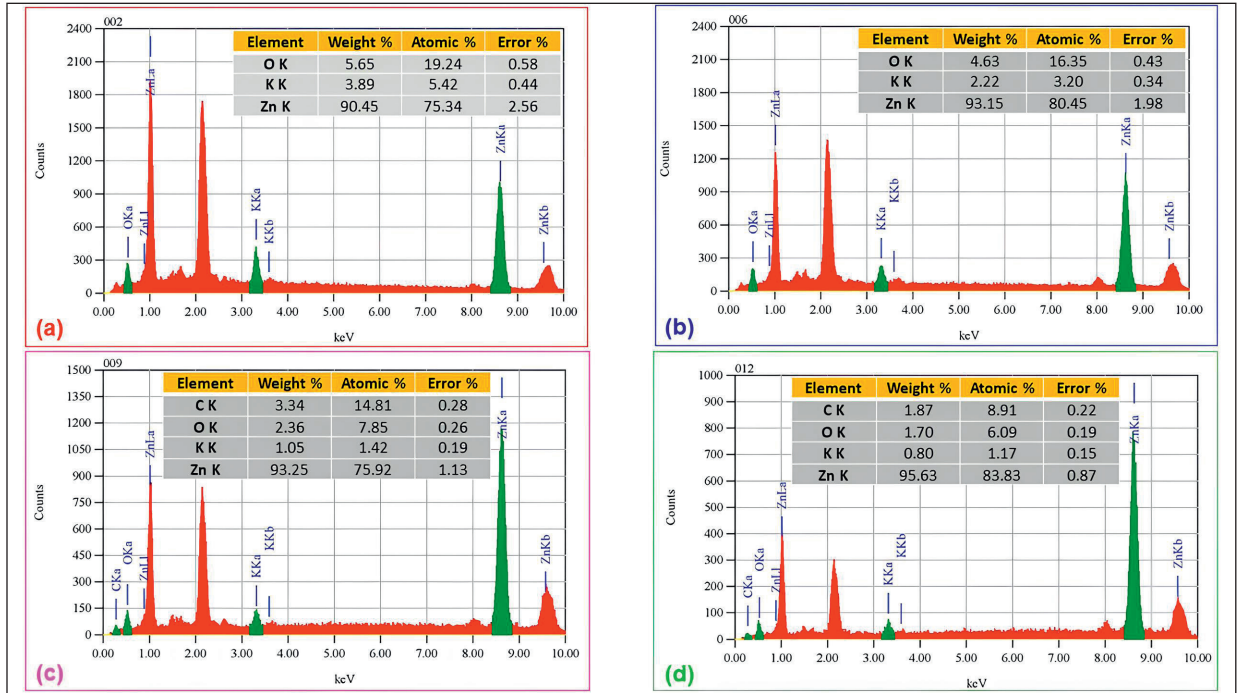 002
2400
2100
1800
1500
1200
900
600
300
0
Counts
0.00 1.00 2.00 3.00 4.00 5.00 6.00 7.00 8.00 9.00 10.00
keV
OKa
ZnLl
ZnLa
KKa
KKb
ZnKa
ZnKb
Element Weight % Atomic % Error %
O K 5.65 19.24 0.58
K K 3.89 5.42 0.44
Zn K 90.45 75.34 2.56
(a)
006
2400
2100
1800
1500
1200
900
600
300
0
Counts
0.00 1.00 2.00 3.00 4.00 5.00 6.00 7.00 8.00 9.00 10.00
keV
OKa
ZnLl
ZnLa
KKa
KKb
ZnKa
ZnKb
Element Weight % Atomic % Error %
O K 4.63 16.35 0.43
K K 2.22 3.20 0.34
Zn K 93.15 80.45 1.98
(b)
009
1500
1350
1200
1050
900
750
600
450
300
150
0
Counts
0.00 1.00 2.00 3.00 4.00 5.00 6.00 7.00 8.00 9.00 10.00
keV
CKa
OKa
ZnLl
ZnLa
KKa
KKb
ZnKa
ZnKb
Element Weight % Atomic % Error %
C K 3.34 14.81 0.28
O K 2.36 7.85 0.26
K K 1.05 1.42 0.19
Zn K 93.25 75.92 1.13
(c)
012
1000
900
800
700
600
500
400
300
200
100
0
Counts
0.00 1.00 2.00 3.00 4.00 5.00 6.00 7.00 8.00 9.00 10.00
keV
CKa
OKa
ZnLl
ZnLa
KKa
KKb
ZnKa
ZnKb
Element Weight % Atomic % Error %
C K 1.87 8.91 0.22
O K 1.70 6.09 0.19
K K 0.80 1.17 0.15
Zn K 95.63 83.83 0.87
(d)